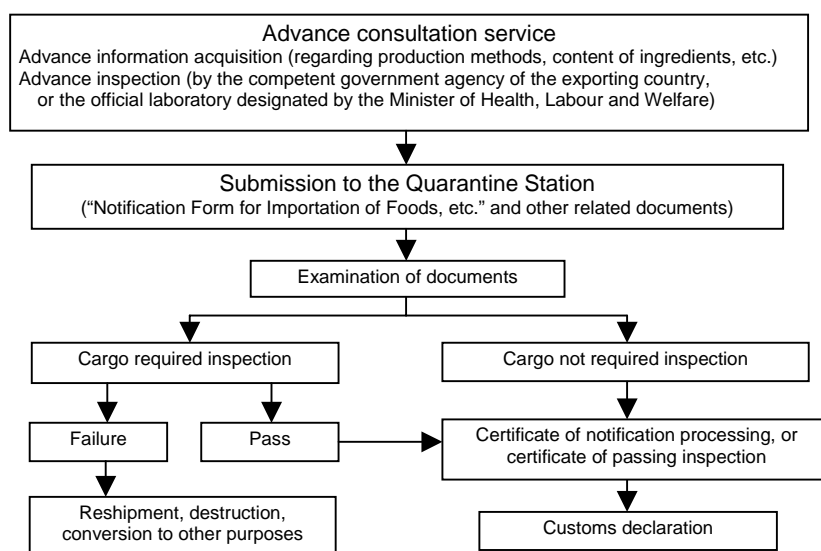 Advance consultation service
Advance information acquisition (regarding production methods, content of ingredients, etc.)
Advance inspection (by the competent government agency of the exporting country,
or the official laboratory designated by the Minister of Health, Labour and Welfare)
Submission to the Quarantine Station
(“Notification Form for Importation of Foods, etc.” and other related documents)
Examination of documents
Cargo required inspection
Cargo not required inspection
Failure
Pass
Certificate of notification processing, or
certificate of passing inspection
Reshipment, destruction,
conversion to other purposes
Customs declaration